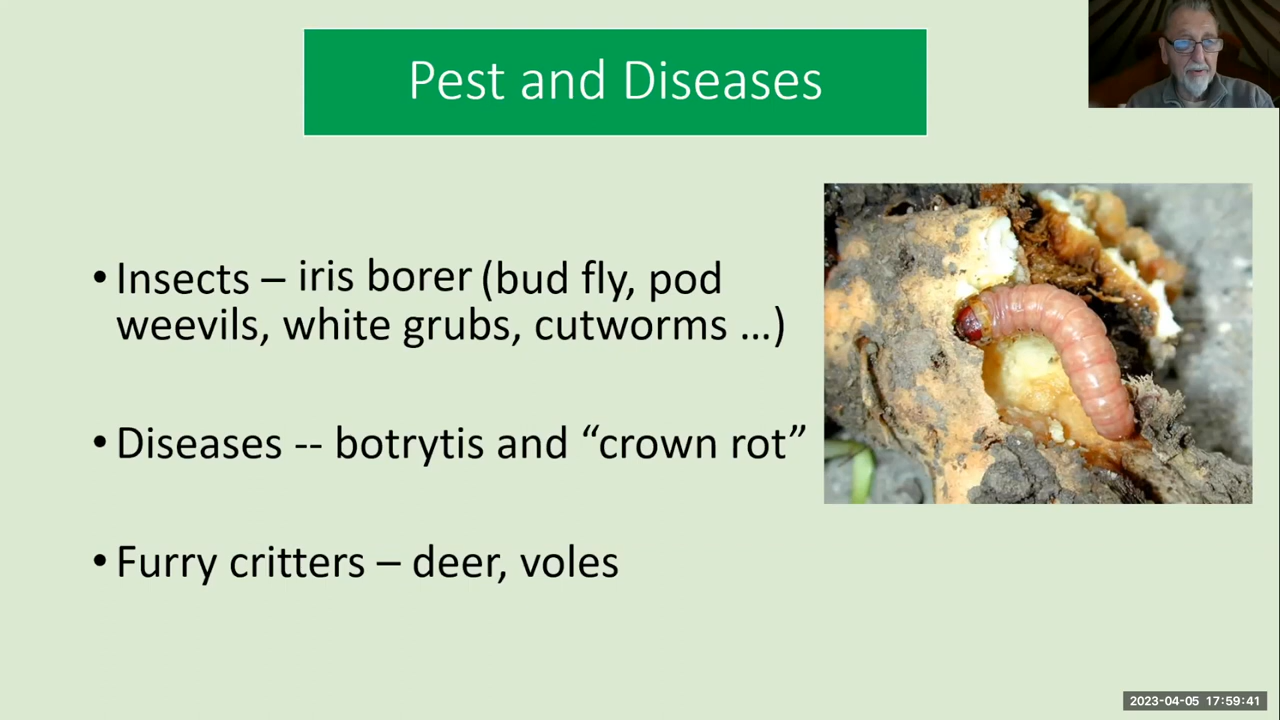 Pest and Diseases
• Insects – iris borer (bud fly, pod
weevils, white grubs, cutworms …)
• Diseases -- botrytis and “crown rot”
• Furry critters – deer, voles
2023-04-05 17:59:41